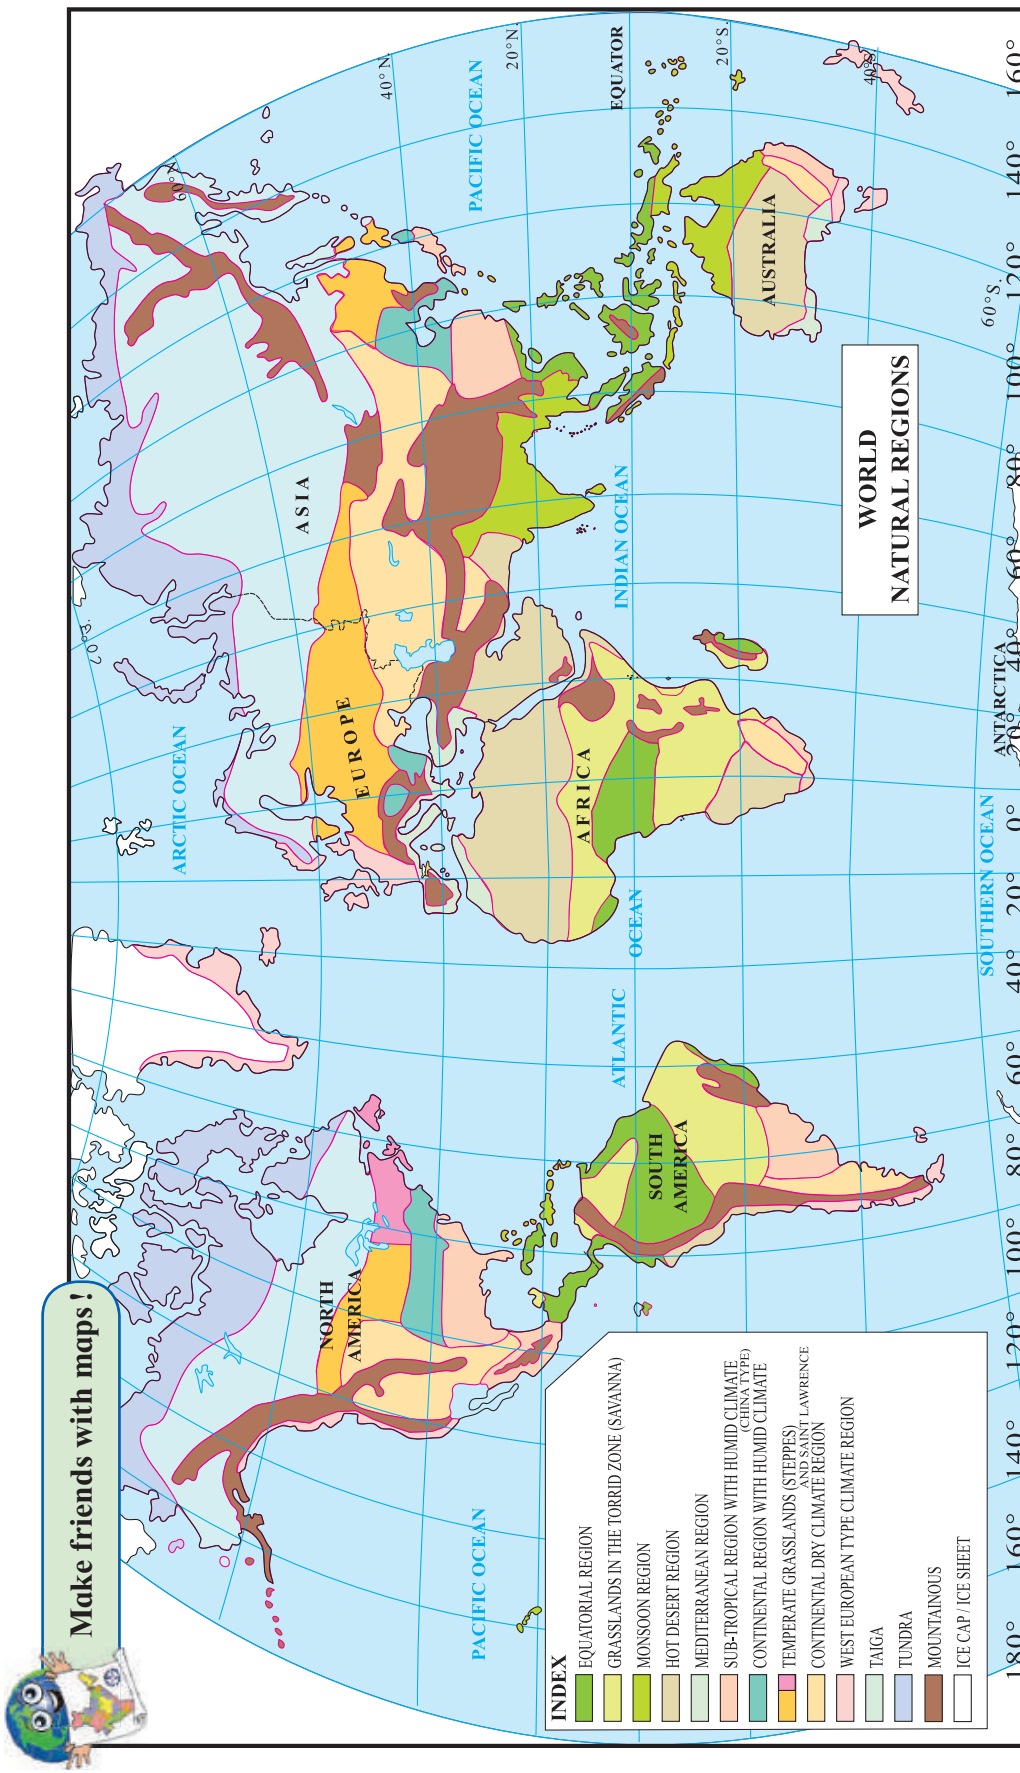 Make friends with maps!
160°
140°
120°
100°
80°
60°
40°
20°
0°
20°
40°
60°
80°
100°
120°
140°
160°
180°
40° N.
20°N.
EQUATOR
20°S.
40°S.
60°N
60°S.
70°
PACIFIC OCEAN
ARCTIC OCEAN
ASIA
EUROPE
AFRICA
AUSTRALIA
INDIAN OCEAN
ATLANTIC
OCEAN
SOUTHERN OCEAN
ANTARCTICA
NORTH
AMERICA
SOUTH
AMERICA
PACIFIC OCEAN
WORLD
NATURAL REGIONS
INDEX
EQUATORIAL REGION
GRASSLANDS IN THE TORRID ZONE (SAVANNA)
MONSOON REGION
HOT DESERT REGION
MEDITERRANEAN REGION
SUB-TROPICAL REGION WITH HUMID CLIMATE
(CHINA TYPE)
CONTINENTAL REGION WITH HUMID CLIMATE
TEMPERATE GRASSLANDS (STEPPES)
AND SAINT LAWRENCE
CONTINENTAL DRY CLIMATE REGION
WEST EUROPEAN TYPE CLIMATE REGION
TAIGA
TUNDRA
MOUNTAINOUS
ICE CAP / ICE SHEET